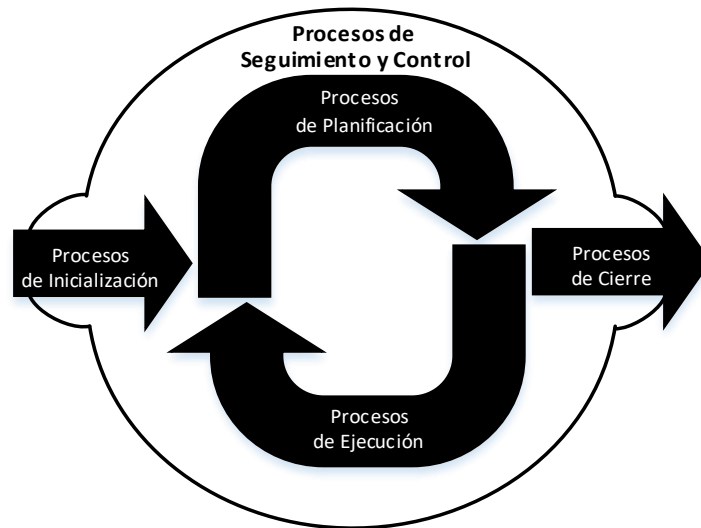 Procesos de
Seguimiento y Control
Procesos
de Planificación
Procesos
de Inicialización
Procesos
de Cierre
Procesos
de Ejecución